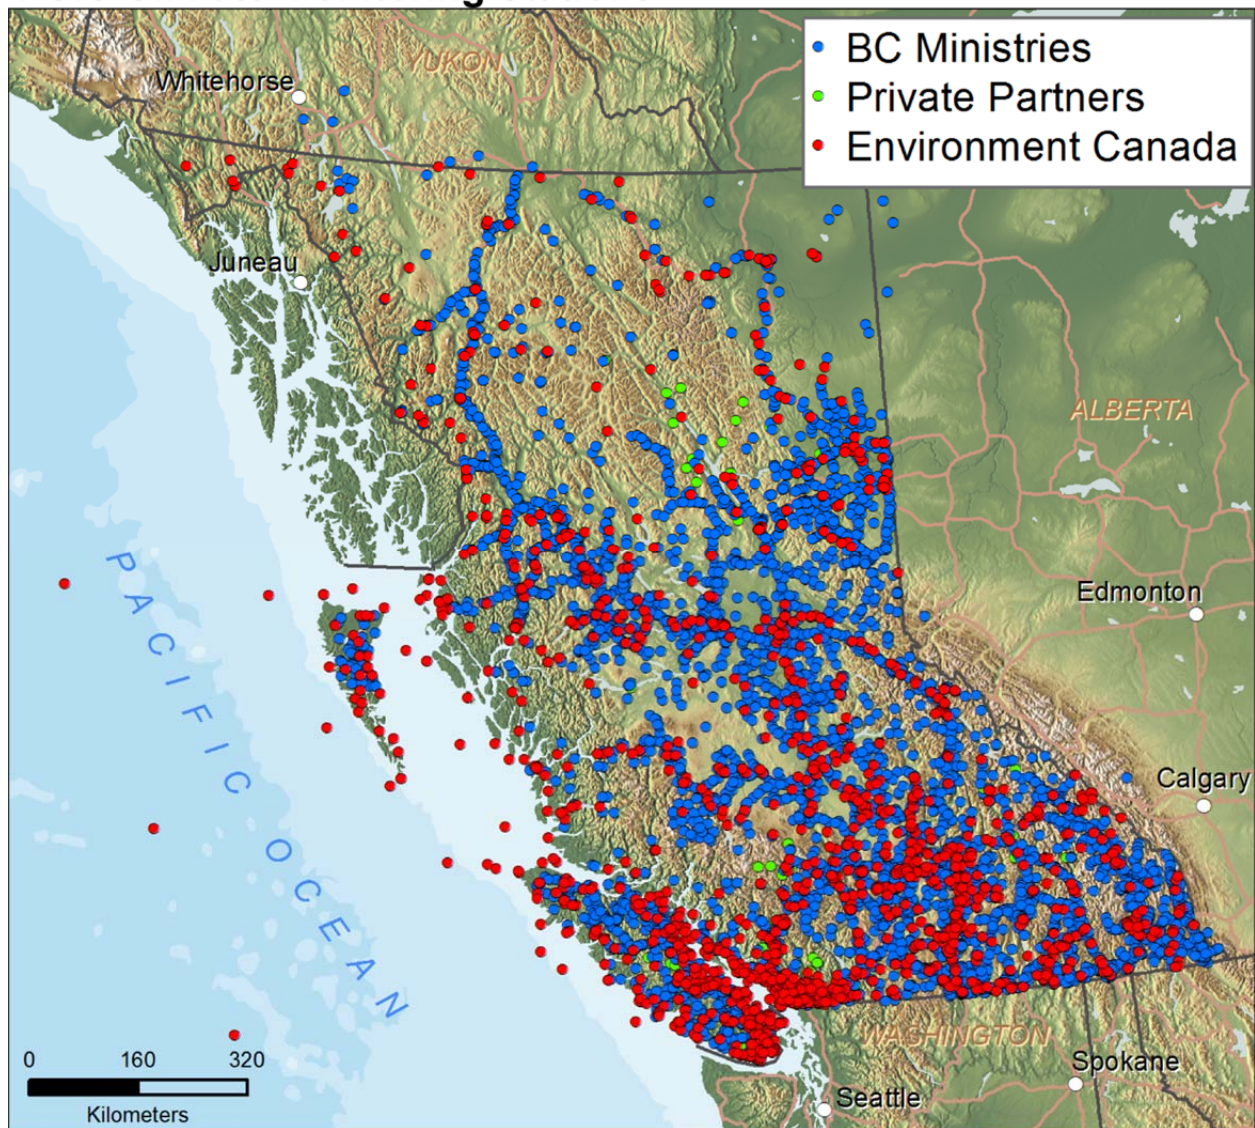 BC Ministries
Private Partners
Environment Canada
YUKON
Whitehorse
Juneau
ALBERTA
PACIFIC OCEAN
Edmonton
Calgary
WASHINGTON
Spokane
Seattle
0 160 320
Kilometers